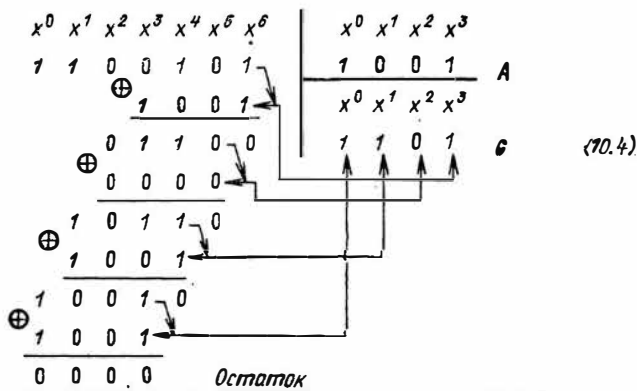 x⁰ x¹ x² x³ x⁴ x⁵ x⁶ x⁰ x¹ x² x³
1 1 0 0 1 0 1 1 0 0 1 A
⊕ 1 0 0 1 x⁰ x¹ x² x³
0 1 1 0 0 1 1 0 1 G (10.4)
⊕ 0 0 0 0
1 0 1 1 0
⊕ 1 0 0 1
1 0 0 1 0
⊕ 1 0 0 1
0 0 0 0 Остаток